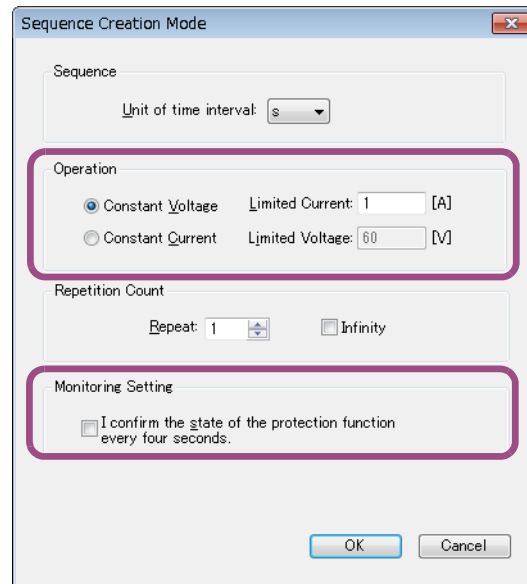 Sequence Creation Mode
Sequence
Unit of time interval: s
Operation
Constant Voltage Limited Current: 1 [A]
Constant Current Limited Voltage: 60 [V]
Repetition Count
Repeat: 1 Infinity
Monitoring Setting
I confirm the state of the protection function
every four seconds.
OK Cancel